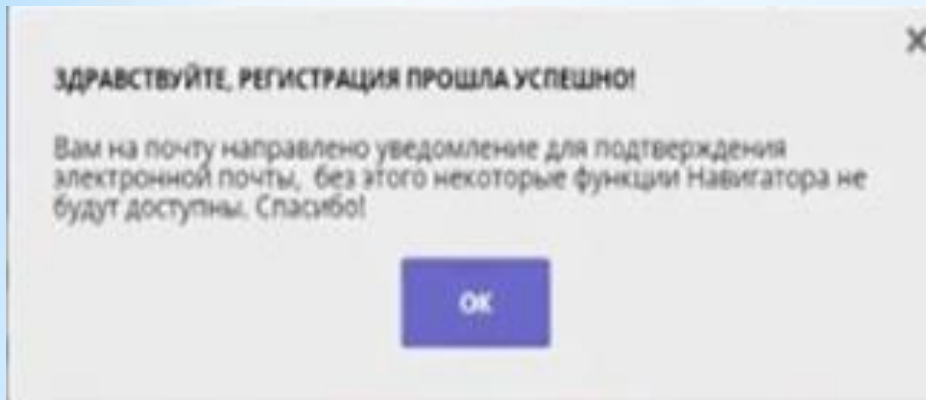 ЗДРАВСТВУЙТЕ, РЕГИСТРАЦИЯ ПРОШЛА УСПЕШНО!
Вам на почту направлено уведомление для подтверждения
электронной почты, без этого некоторые функции Навигатора не
будут доступны. Спасибо!
ОК